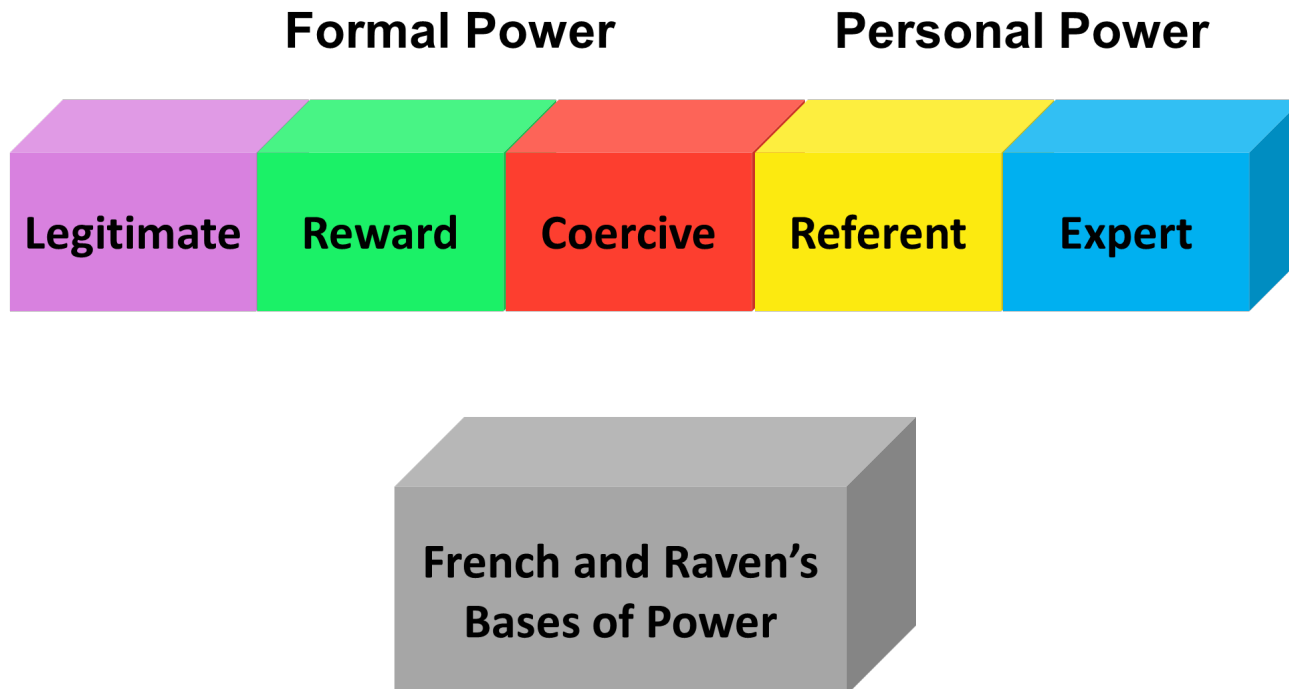 Formal Power Personal Power
Legitimate Reward Coercive Referent Expert
French and Raven’s
Bases of Power